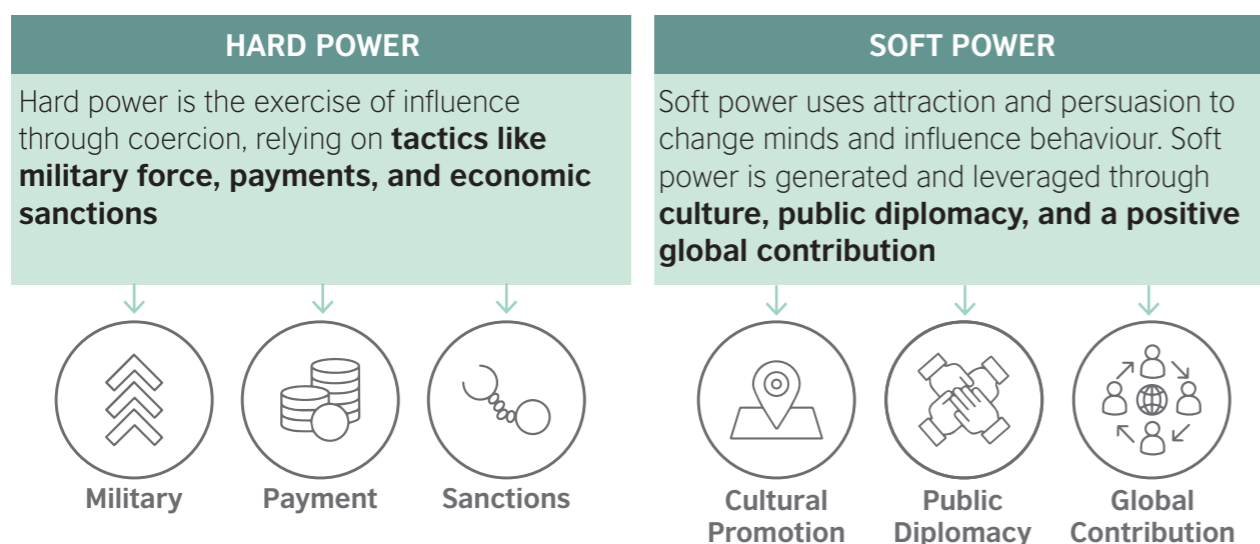 HARD POWER
Hard power is the exercise of influence
through coercion, relying on tactics like
military force, payments, and economic
sanctions
Military
Payment
Sanctions
SOFT POWER
Soft power uses attraction and persuasion to
change minds and influence behaviour. Soft
power is generated and leveraged through
culture, public diplomacy, and a positive
global contribution
Cultural
Promotion
Public
Diplomacy
Global
Contribution